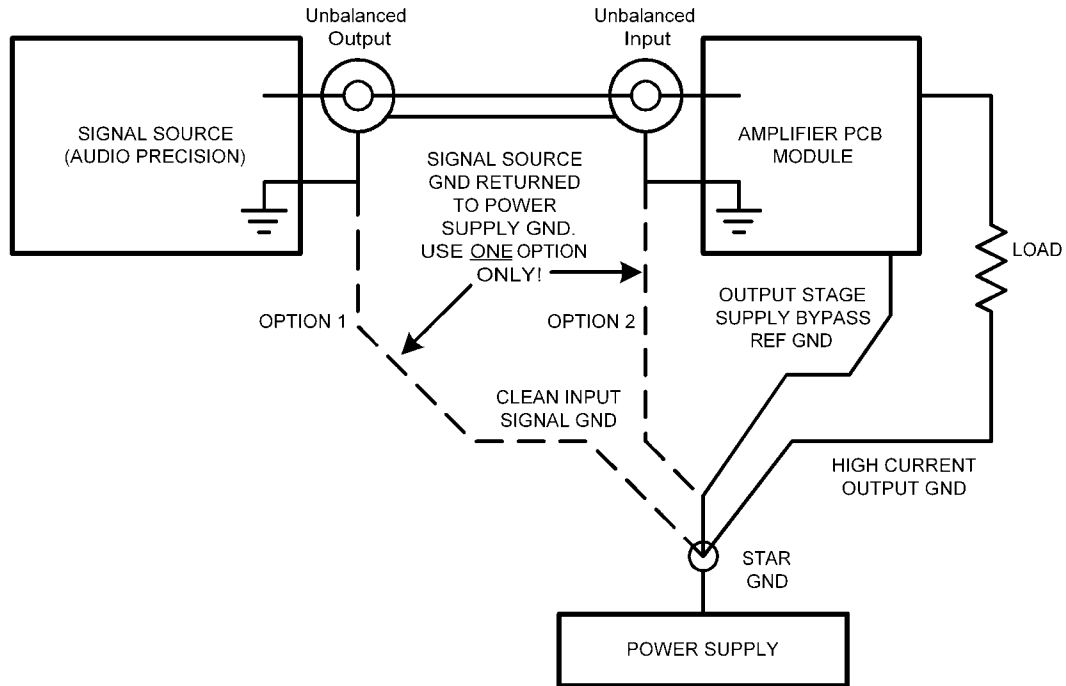 Unbalanced
Output
Unbalanced
Input
SIGNAL SOURCE
(AUDIO PRECISION)
AMPLIFIER PCB
MODULE
SIGNAL SOURCE
GND RETURNED
TO POWER
SUPPLY GND.
USE ONE OPTION
ONLY!
LOAD
OPTION 1
OPTION 2
OUTPUT STAGE
SUPPLY BYPASS
REF GND
CLEAN INPUT
SIGNAL GND
HIGH CURRENT
OUTPUT GND
STAR
GND
POWER SUPPLY